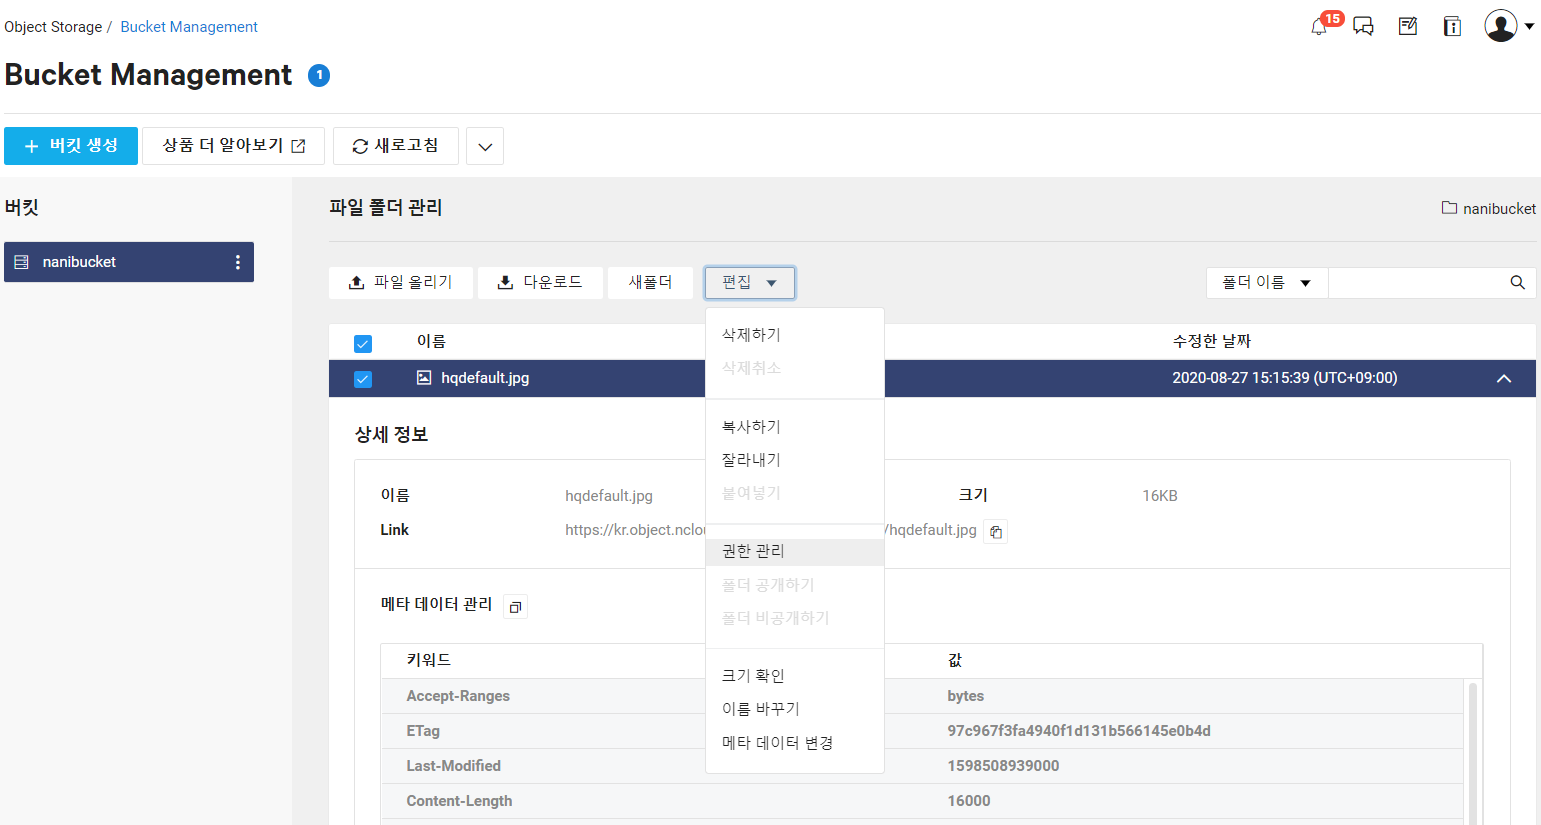 Object Storage / Bucket Management
15
Bucket Management 1
버킷 생성
상품 더 알아보기
새로고침
버킷
파일 폴더 관리
nanibucket
nanibucket
파일 올리기
다운로드
새폴더
편집
폴더 이름
이름
수정한 날짜
hqdefault.jpg
2020-08-27 15:15:39 (UTC+09:00)
삭제하기
삭제취소
복사하기
잘라내기
붙여넣기
권한 관리
폴더 공개하기
폴더 비공개하기
크기 확인
이름 바꾸기
메타 데이터 변경
상세 정보
이름 hqdefault.jpg 크기 16KB
Link https://kr.object.nclou /hqdefault.jpg
메타 데이터 관리
키워드 값
Accept-Ranges bytes
ETag 97c967f3fa4940f1d131b566145e0b4d
Last-Modified 1598508939000
Content-Length 16000